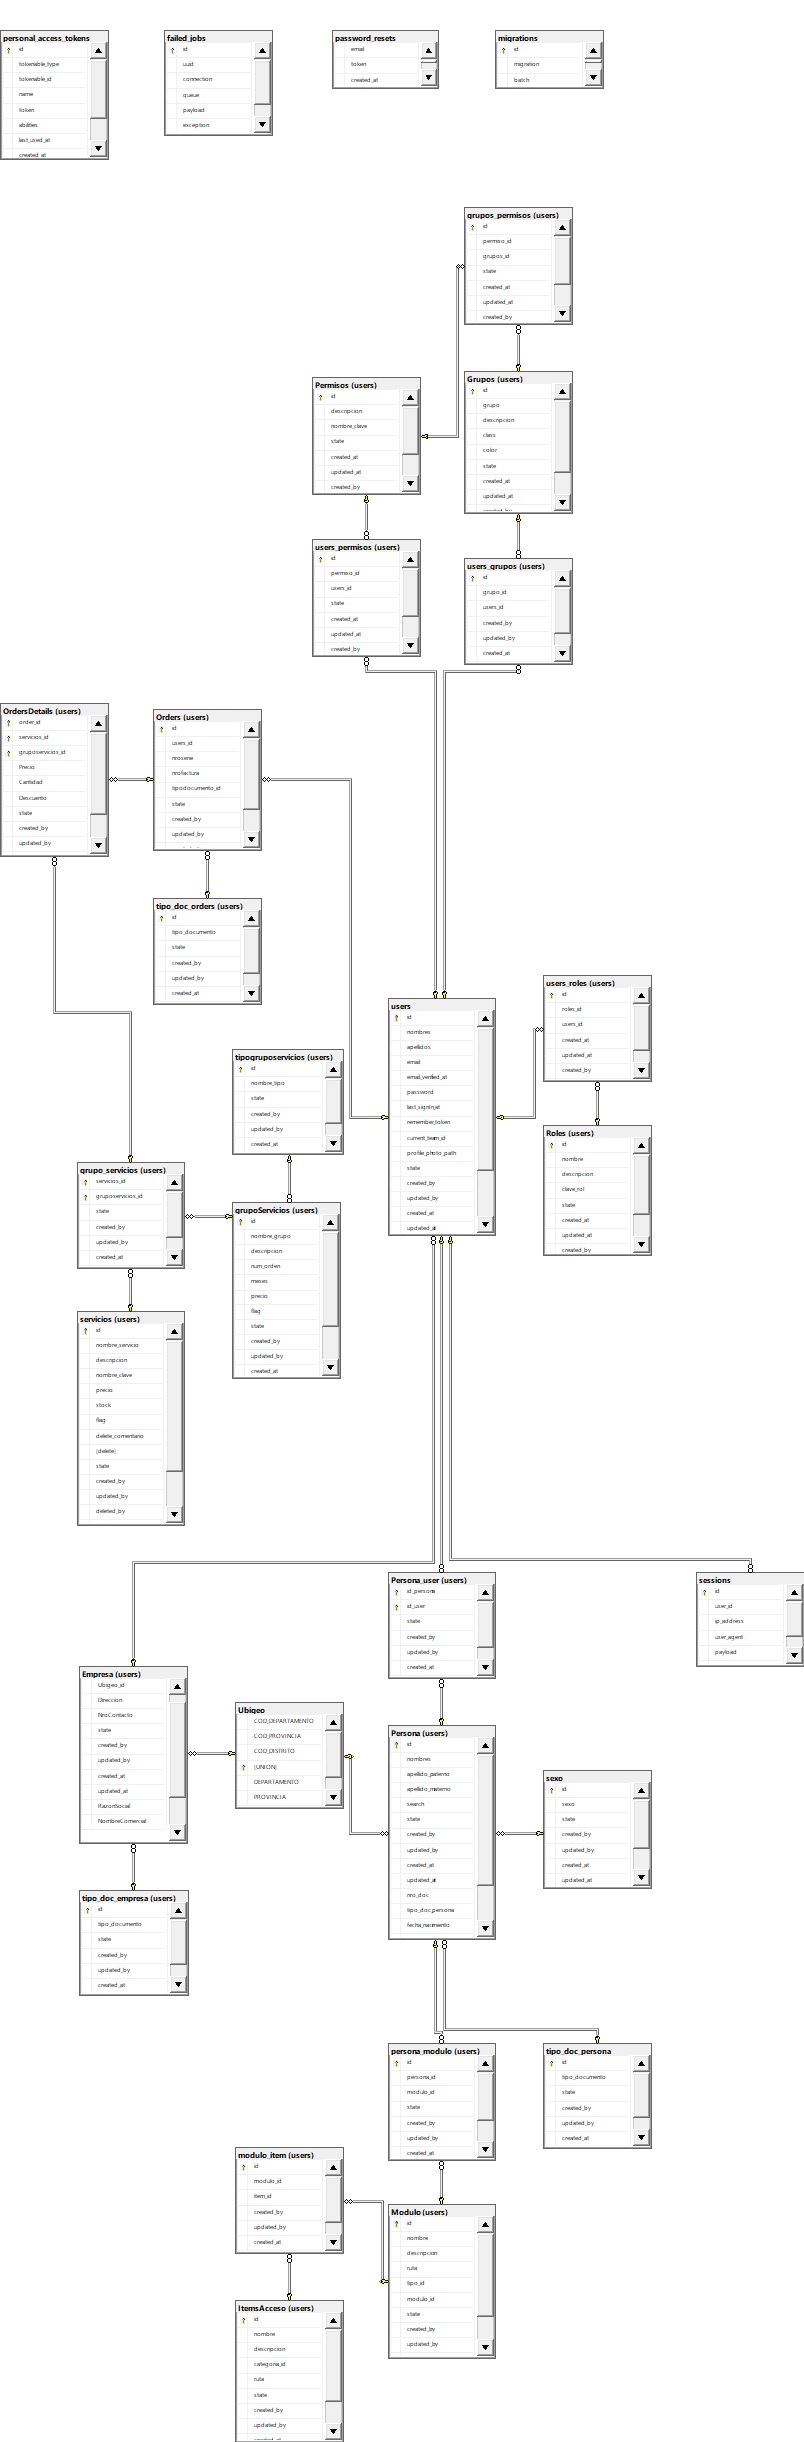 personal_access_tokens
id
tokenable_type
tokenable_id
name
token
abilities
last_used_at
created_at
failed_jobs
id
uuid
connection
queue
payload
exception
password_resets
email
token
created_at
migrations
id
migration
batch
grupos_permisos (users)
id
permiso_id
grupos_id
state
created_at
updated_at
created_by
Permisos (users)
id
descripcion
nombre_clave
state
created_at
updated_at
created_by
Grupos (users)
id
grupo
descripcion
class
color
state
created_at
updated_at
users_permisos (users)
id
permiso_id
users_id
state
created_at
updated_at
created_by
users_grupos (users)
id
grupo_id
users_id
created_by
updated_by
created_at
OrdersDetails (users)
order_id
servicios_id
gruposervicios_id
Precio
Cantidad
Descuento
state
created_by
updated_by
Orders (users)
id
users_id
nroserie
nrofactura
tipodocumento_id
state
created_by
updated_by
tipo_doc_orders (users)
id
tipo_documento
state
created_by
updated_by
created_at
users
id
nombres
apellidos
email
email_verified_at
password
last_signin_at
remember_token
current_team_id
profile_photo_path
state
created_by
updated_by
created_at
updated_at
users_roles (users)
id
roles_id
users_id
created_at
updated_at
created_by
tipogruposervicios (users)
id
nombre_tipo
state
created_by
updated_by
created_at
Roles (users)
id
nombre
descripcion
clave_rol
state
created_at
updated_at
created_by
grupo_servicios (users)
servicios_id
gruposervicios_id
state
created_by
updated_by
created_at
grupoServicios (users)
id
nombre_grupo
descripcion
num_orden
meses
precio
flag
state
created_by
updated_by
created_at
servicios (users)
id
nombre_servicio
descripcion
nombre_clave
precio
stock
flag
delete_comentario
[delete]
state
created_by
updated_by
deleted_by
Persona_user (users)
id_persona
id_user
state
created_by
updated_by
created_at
sessions
id
user_id
ip_address
user_agent
payload
Empresa (users)
Ubigeo_id
Direccion
NroContacto
state
created_by
updated_by
created_at
updated_at
RazonSocial
NombreComercial
Ubigeo
COD_DEPARTAMENTO
COD_PROVINCIA
COD_DISTRITO
[UNION]
DEPARTAMENTO
PROVINCIA
Persona (users)
id
nombres
apellido_paterno
apellido_materno
search
state
created_by
updated_by
created_at
updated_at
nro_doc
tipo_doc_persona
fecha_nacimiento
sexo
id
sexo
state
created_by
updated_by
created_at
updated_at
tipo_doc_empresa (users)
id
tipo_documento
state
created_by
updated_by
created_at
persona_modulo (users)
id
persona_id
modulo_id
state
created_by
updated_by
created_at
tipo_doc_persona
id
tipo_documento
state
created_by
updated_by
created_at
modulo_item (users)
id
modulo_id
item_id
created_by
updated_by
created_at
Modulo (users)
id
nombre
descripcion
ruta
tipo_id
modulo_id
state
created_by
updated_by
ItemsAcceso (users)
id
nombre
descripcion
categoria_id
ruta
state
created_by
updated_by